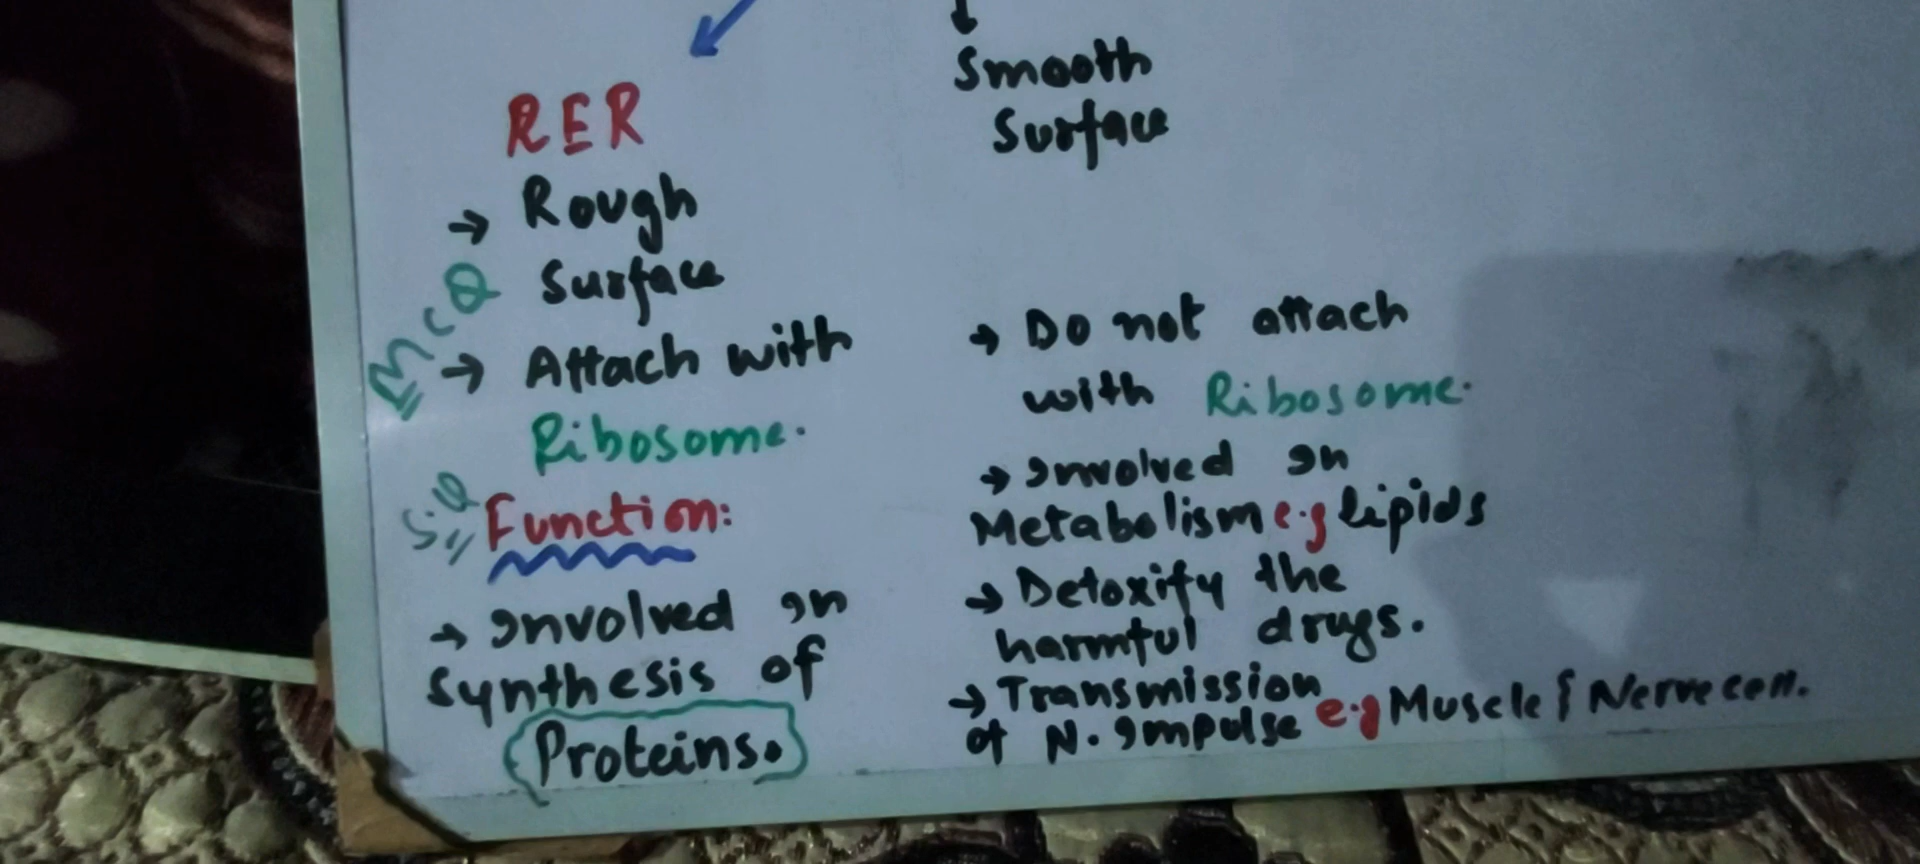 RER
→ Rough
Surface
MCQ
→ Attach with
Ribosome.
S.Q
Function:
→ Involved In
Synthesis of
Proteins.
Smooth
Surface
→ Do not attach
with Ribosome.
→ Involved In
Metabolism e.g lipids
→ Detoxify the
harmful drugs.
→ Transmission
of N. Impulse e.g Muscle & Nerve cell.